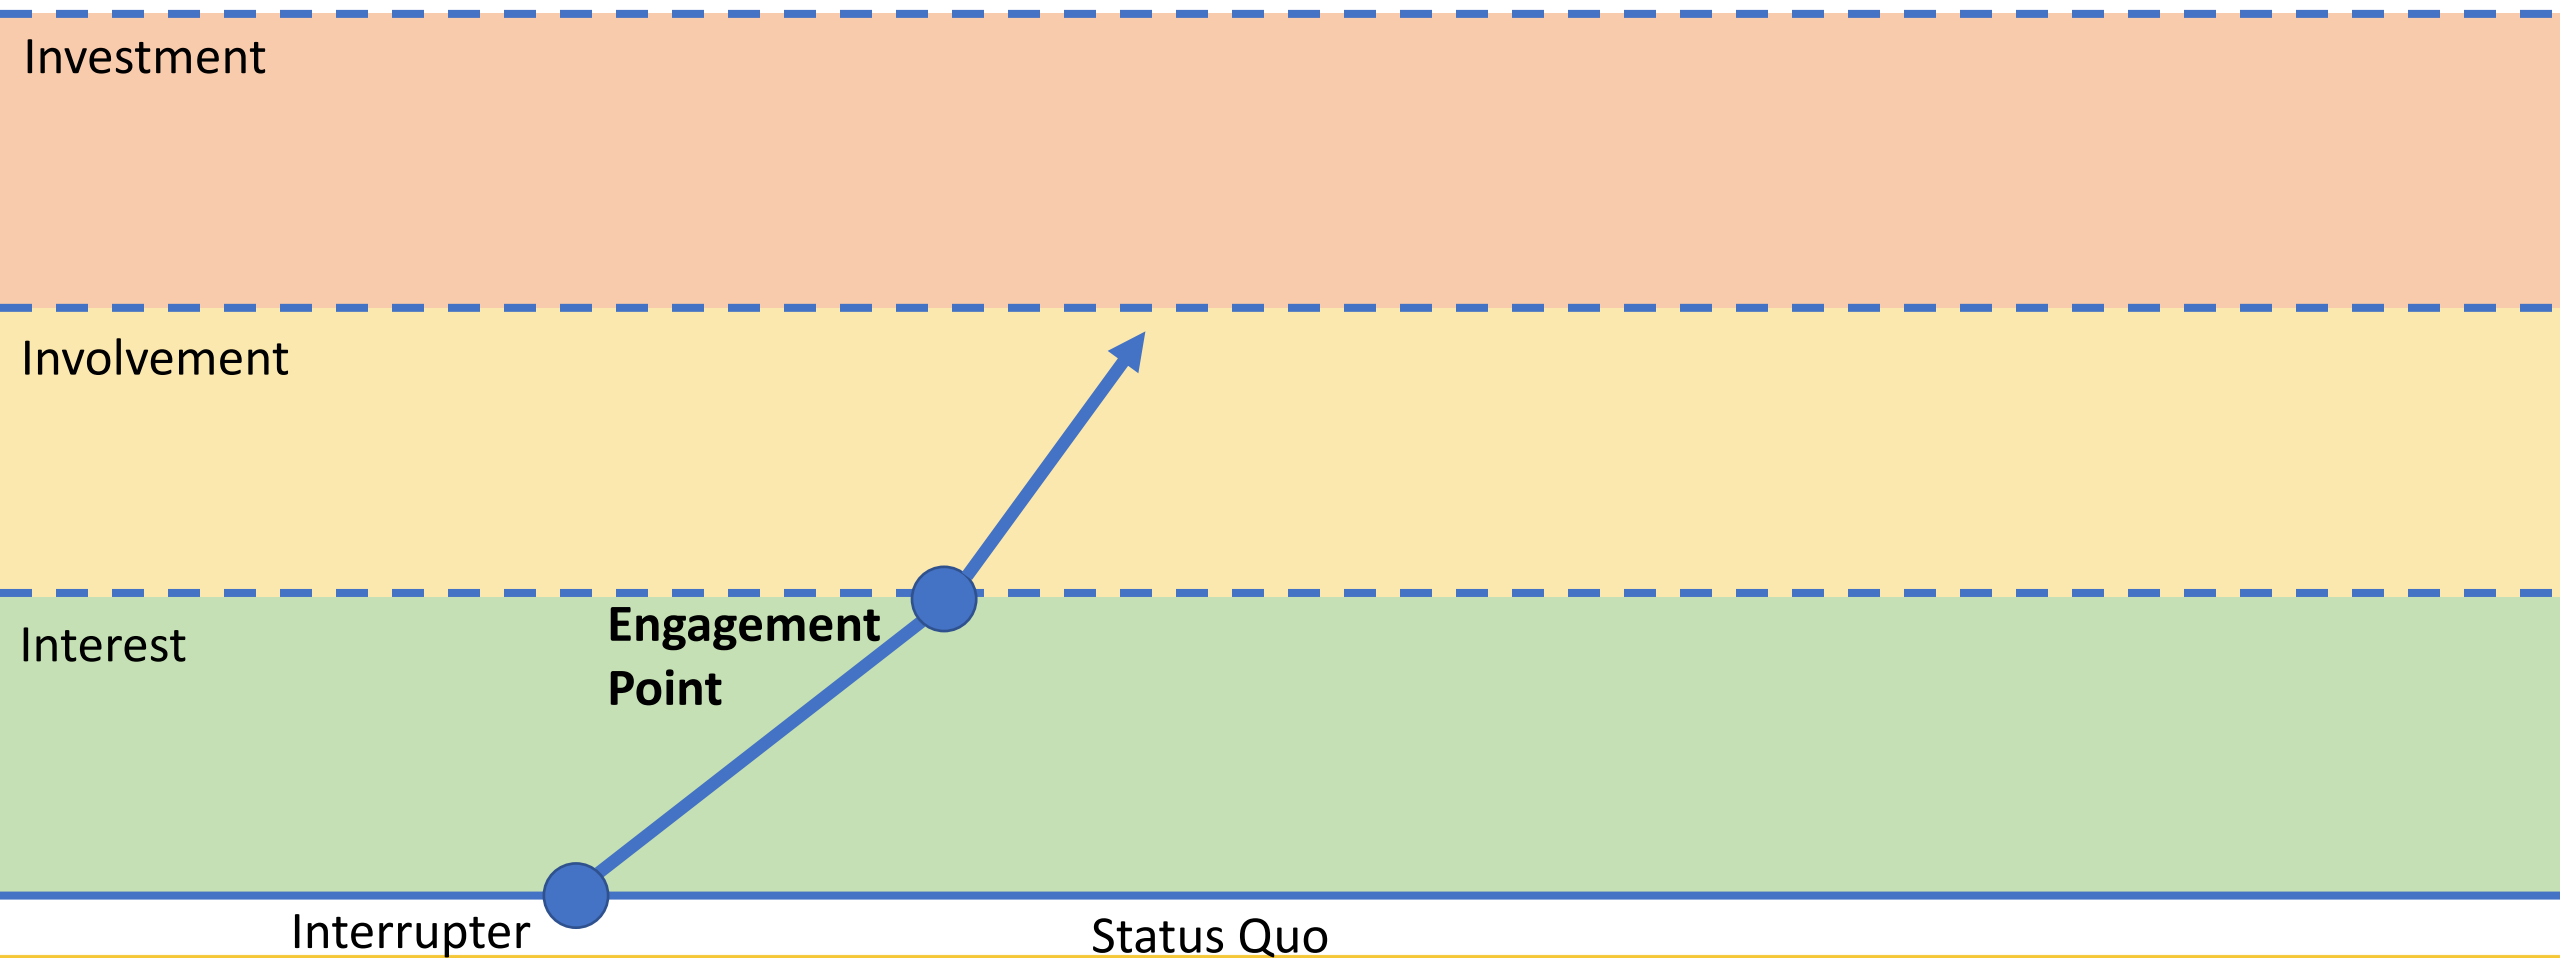 Investment
Involvement
Engagement
Point
Interest
Interrupter
Status Quo